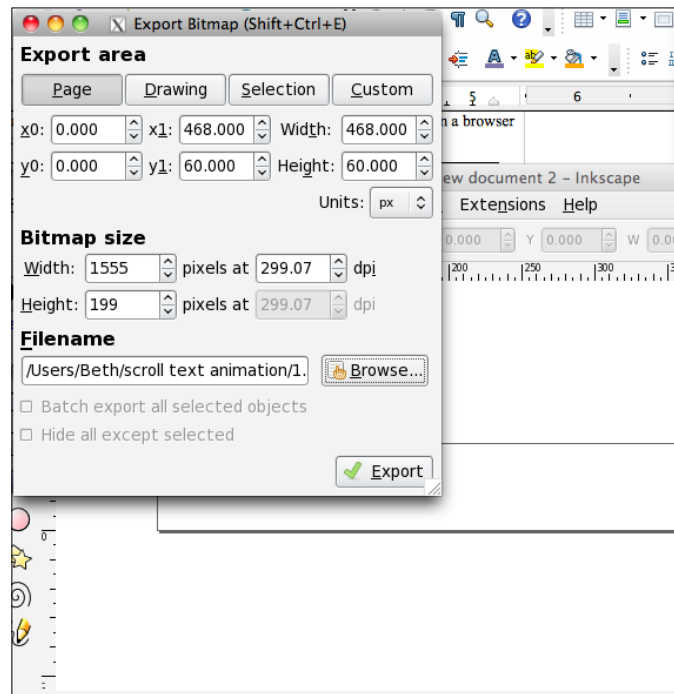 Export Bitmap (Shift+Ctrl+E)
Export area
Page Drawing Selection Custom
x0: 0.000 x1: 468.000 Width: 468.000
y0: 0.000 y1: 60.000 Height: 60.000
Units: px
Bitmap size
Width: 1555 pixels at 299.07 dpi
Height: 199 pixels at 299.07 dpi
Filename
/Users/Beth/scroll text animation/1. Browse...
Batch export all selected objects
Hide all except selected
Export
5 6
a browser
ew document 2 – Inkscape
Extensions Help
0.000 Y 0.000 W 0.0
200 250 300
0